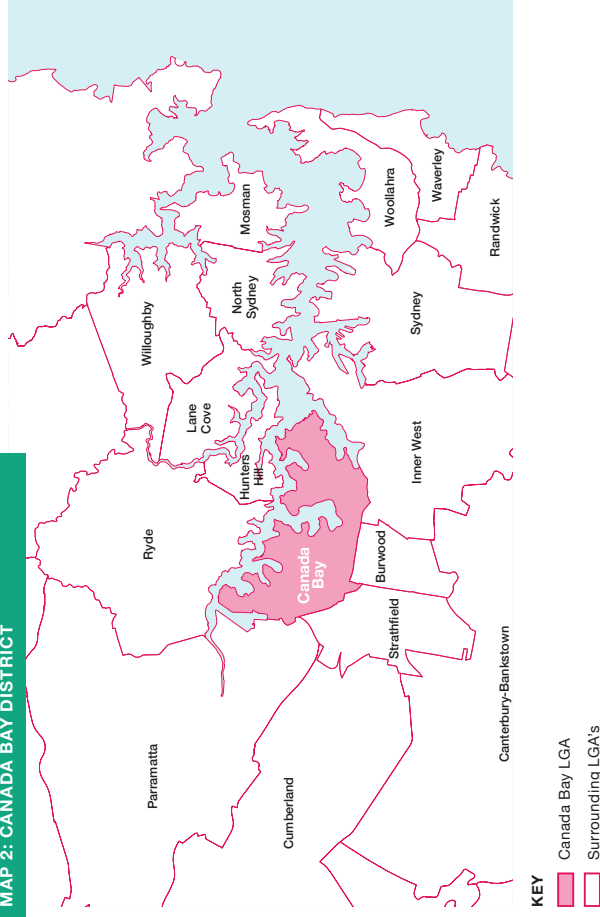 MAP 2: CANADA BAY DISTRICT
Parramatta
Ryde
Willoughby
Lane
Cove
Hunters
Hill
North
Sydney
Mosman
Cumberland
Canada
Bay
Strathfield
Burwood
Inner West
Sydney
Woollahra
Waverley
Randwick
Canterbury-Bankstown
KEY
Canada Bay LGA
Surrounding LGA's